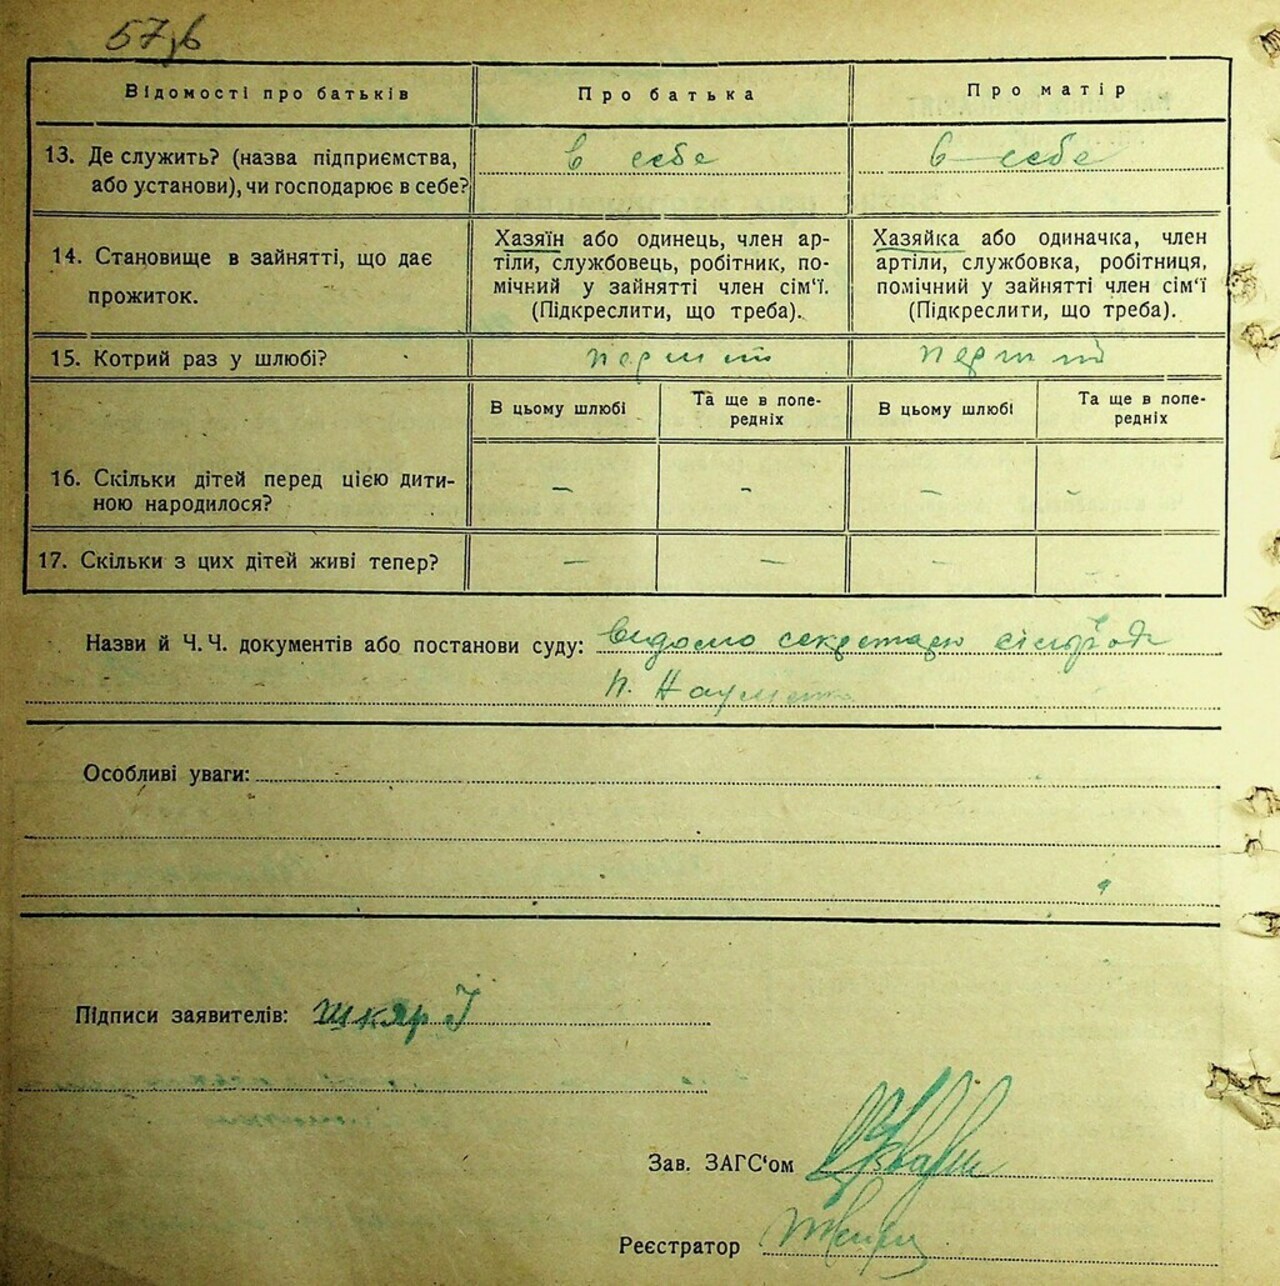 57,б
Відомості про батьків
Про батька
Про матір
13. Де служить? (назва підприємства,
або установи), чи господарює в себе?
в себе
в себе
14. Становище в зайнятті, що дає
прожиток.
Хазяїн або одинець, член ар-
тіли, службовець, робітник, по-
мічний у зайнятті член сім'ї.
(Підкреслити, що треба).
Хазяйка або одиначка, член
артіли, службовка, робітниця,
помічний у зайнятті член сім'ї
(Підкреслити, що треба).
15. Котрий раз у шлюбі?
перший
перший
В цьому шлюбі
Та ще в попе-
редніх
В цьому шлюбі
Та ще в попе-
редніх
16. Скільки дітей перед цією дити-
ною народилося?
— - — -
17. Скільки з цих дітей живі тепер?
— — - -
Назви й Ч.Ч. документів або постанови суду: видомо секретарю сільради
Особливі уваги:
Підписи заявителів: Шкяр І
Зав. ЗАГС'ом
Реєстратор